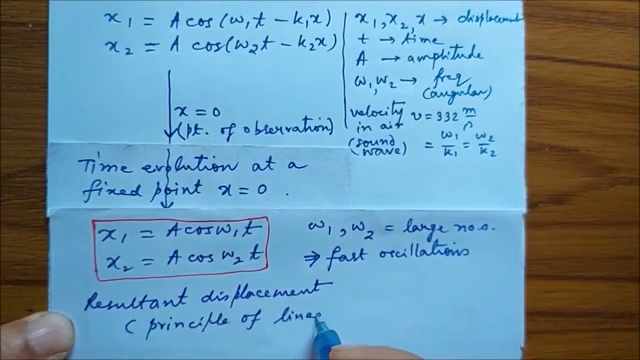 x₁ = A cos(ω₁t − k₁x)
x₂ = A cos(ω₂t − k₂x)
x = 0
(pt. of observation)
x₁, x₂, x → displacement
t → time
A → amplitude
ω₁, ω₂ → freq
(angular)
velocity v = 332 m/s
in air
(sound wave) = ω₁/k₁ = ω₂/k₂
Time evolution at a
fixed point x = 0 .
x₁ = A cos ω₁t
x₂ = A cos ω₂ t
ω₁, ω₂ = large no.s.
⇒ fast oscillations
Resultant displacement
( principle of linea